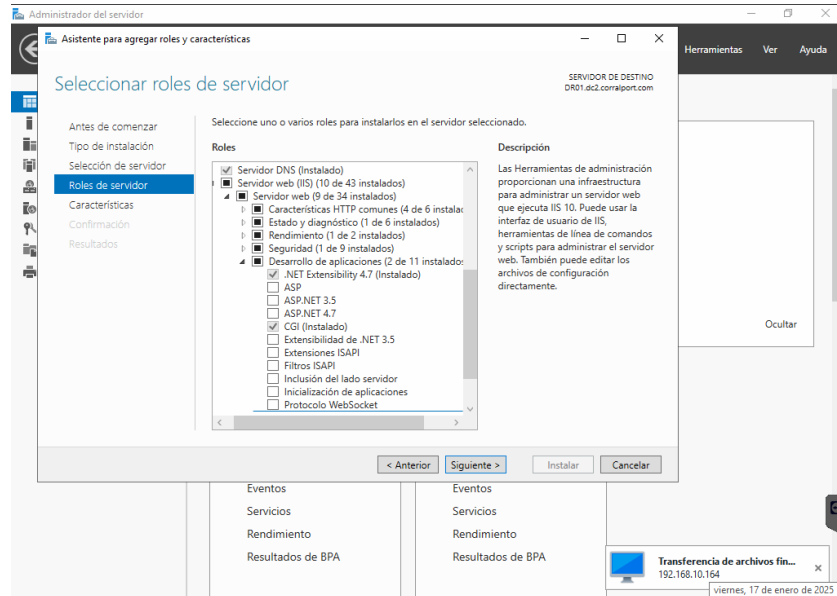 Administrador del servidor
Asistente para agregar roles y características
Herramientas Ver Ayuda
Seleccionar roles de servidor
SERVIDOR DE DESTINO
DR01.dc2.corralport.com
Antes de comenzar
Tipo de instalación
Selección de servidor
Roles de servidor
Características
Confirmación
Resultados
Seleccione uno o varios roles para instalarlos en el servidor seleccionado.
Roles
Servidor DNS (Instalado)
Servidor web (IIS) (10 de 43 instalados)
Servidor web (9 de 34 instalados)
Características HTTP comunes (4 de 6 instalac
Estado y diagnóstico (1 de 6 instalados)
Rendimiento (1 de 2 instalados)
Seguridad (1 de 9 instalados)
Desarrollo de aplicaciones (2 de 11 instalados
.NET Extensibility 4.7 (Instalado)
ASP
ASP.NET 3.5
ASP.NET 4.7
CGI (Instalado)
Extensibilidad de .NET 3.5
Extensiones ISAPI
Filtros ISAPI
Inclusión del lado servidor
Inicialización de aplicaciones
Protocolo WebSocket
Descripción
Las Herramientas de administración
proporcionan una infraestructura
para administrar un servidor web
que ejecuta IIS 10. Puede usar la
interfaz de usuario de IIS,
herramientas de línea de comandos
y scripts para administrar el servidor
web. También puede editar los
archivos de configuración
directamente.
Ocultar
< Anterior Siguiente > Instalar Cancelar
Eventos
Servicios
Rendimiento
Resultados de BPA
Eventos
Servicios
Rendimiento
Resultados de BPA
Transferencia de archivos fin...
192.168.10.164
viernes, 17 de enero de 2025